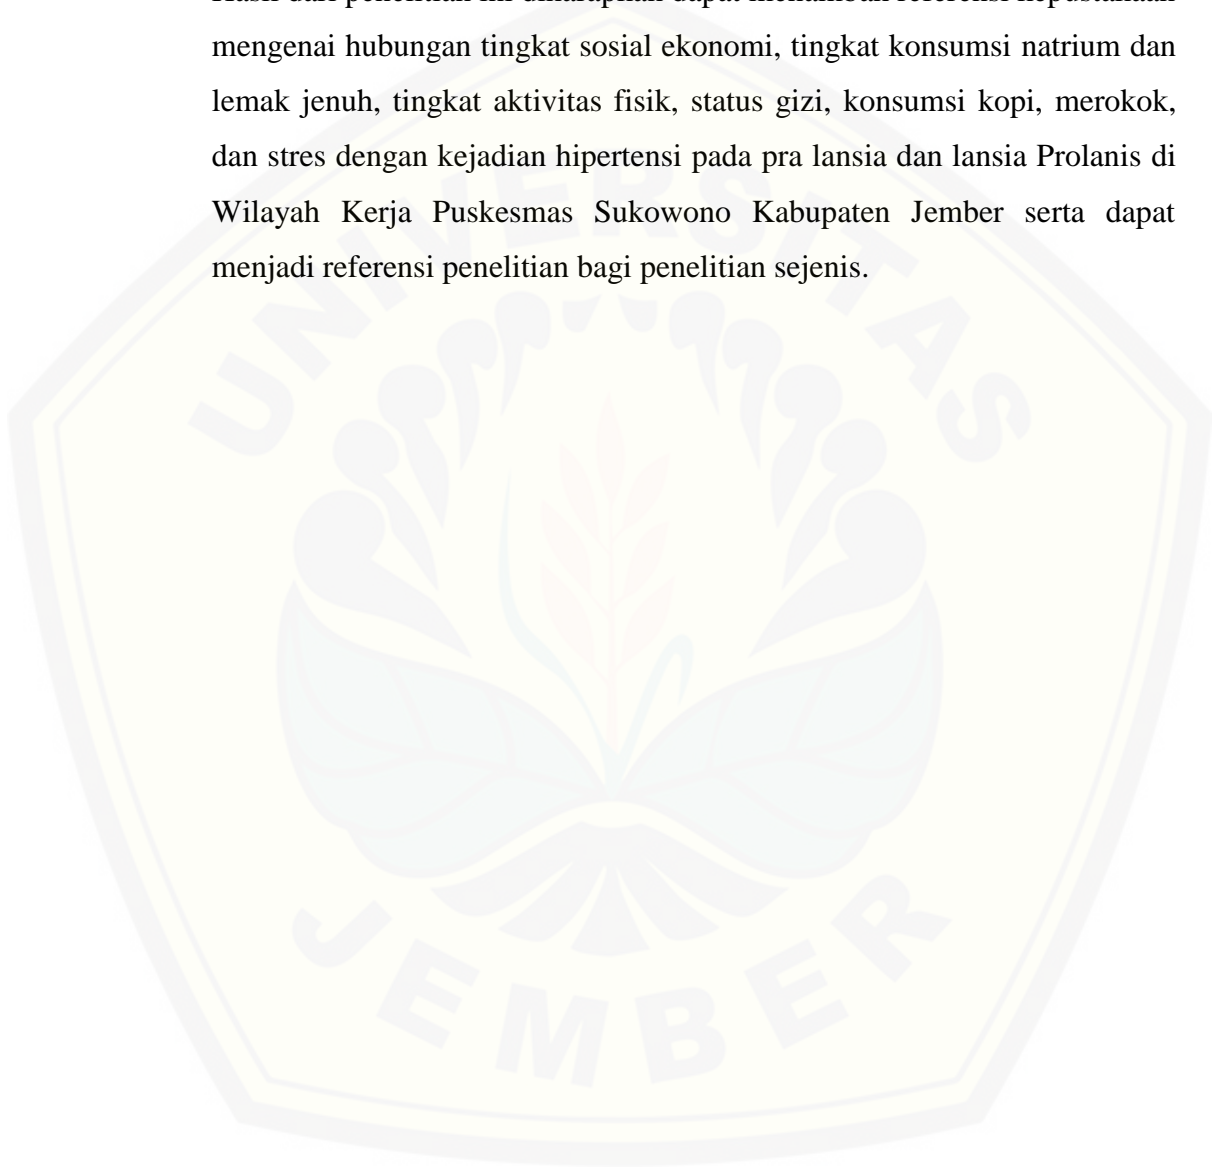 Hasil dari penelitian ini diharapkan dapat menambah referensi kepustakaan
mengenai hubungan tingkat sosial ekonomi, tingkat konsumsi natrium dan
lemak jenuh, tingkat aktivitas fisik, status gizi, konsumsi kopi, merokok,
dan stres dengan kejadian hipertensi pada pra lansia dan lansia Prolanis di
Wilayah Kerja Puskesmas Sukowono Kabupaten Jember serta dapat
menjadi referensi penelitian bagi penelitian sejenis.
UNIVERSITAS
JEMBER